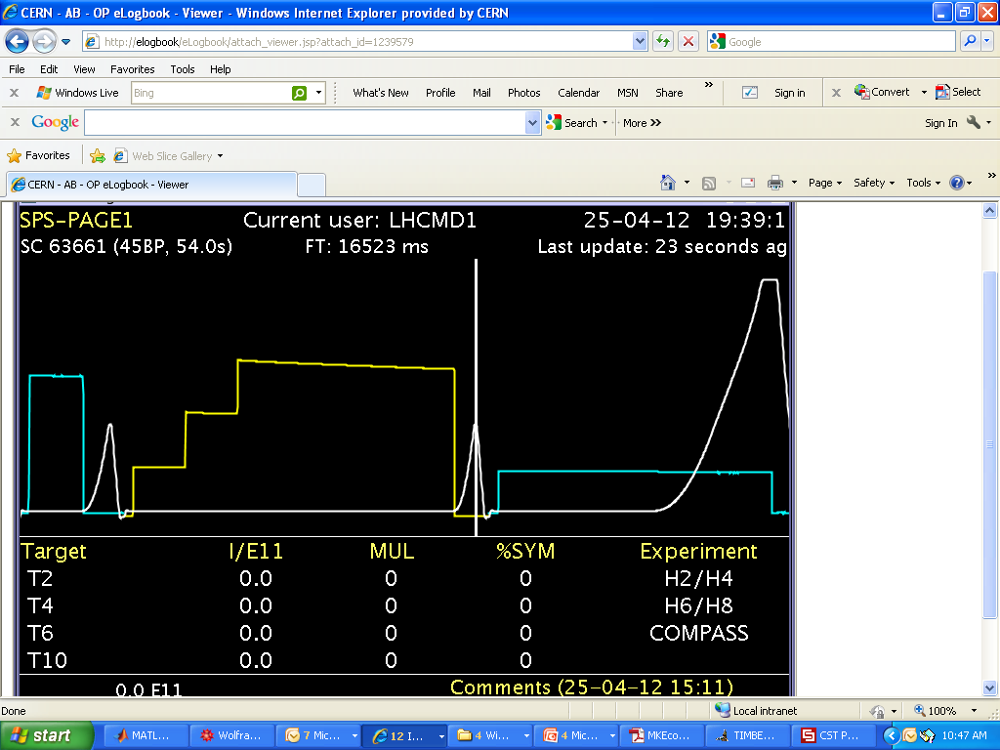 CERN - AB - OP eLogbook - Viewer - Windows Internet Explorer provided by CERN
http://elogbook/eLogbook/attach_viewer.jsp?attach_id=1239579
Google
File Edit View Favorites Tools Help
x Windows Live Bing What's New Profile Mail Photos Calendar MSN Share » Sign in x Convert Select
x Google Search More » Sign In
Favorites Web Slice Gallery
CERN - AB - OP eLogbook - Viewer Page Safety Tools »
SPS-PAGE1 Current user: LHCMD1 25-04-12 19:39:1
SC 63661 (45BP, 54.0s) FT: 16523 ms Last update: 23 seconds ag
Target I/E11 MUL %SYM Experiment
T2 0.0 0 0 H2/H4
T4 0.0 0 0 H6/H8
T6 0.0 0 0 COMPASS
T10 0.0 0 0
0.0 E11 Comments (25-04-12 15:11)
Done Local intranet 100%
start MATL... Wolfra... 7 Micr... 12 I... 4 Wi... 4 Micr... MKEco... TIMBE... CST P... 10:47 AM